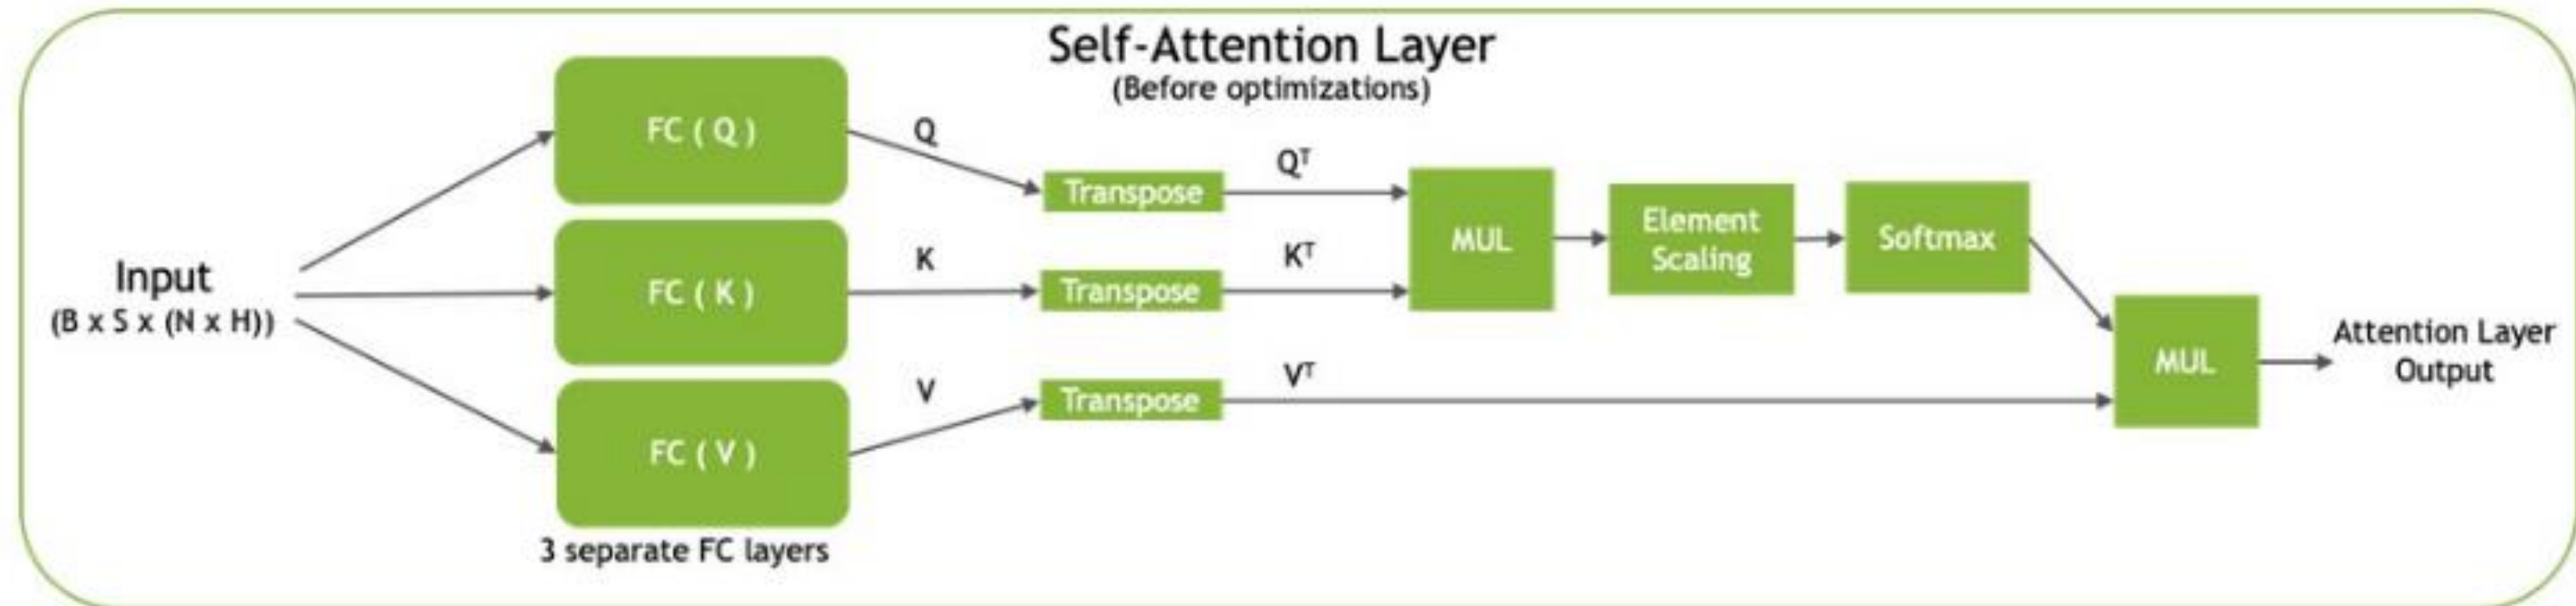 Self-Attention Layer
(Before optimizations)
Input
(B x S x (N x H))
FC ( Q )
FC ( K )
FC ( V )
3 separate FC layers
Q
K
V
Transpose
Transpose
Transpose
Qᵀ
Kᵀ
Vᵀ
MUL
Element
Scaling
Softmax
MUL
Attention Layer
Output